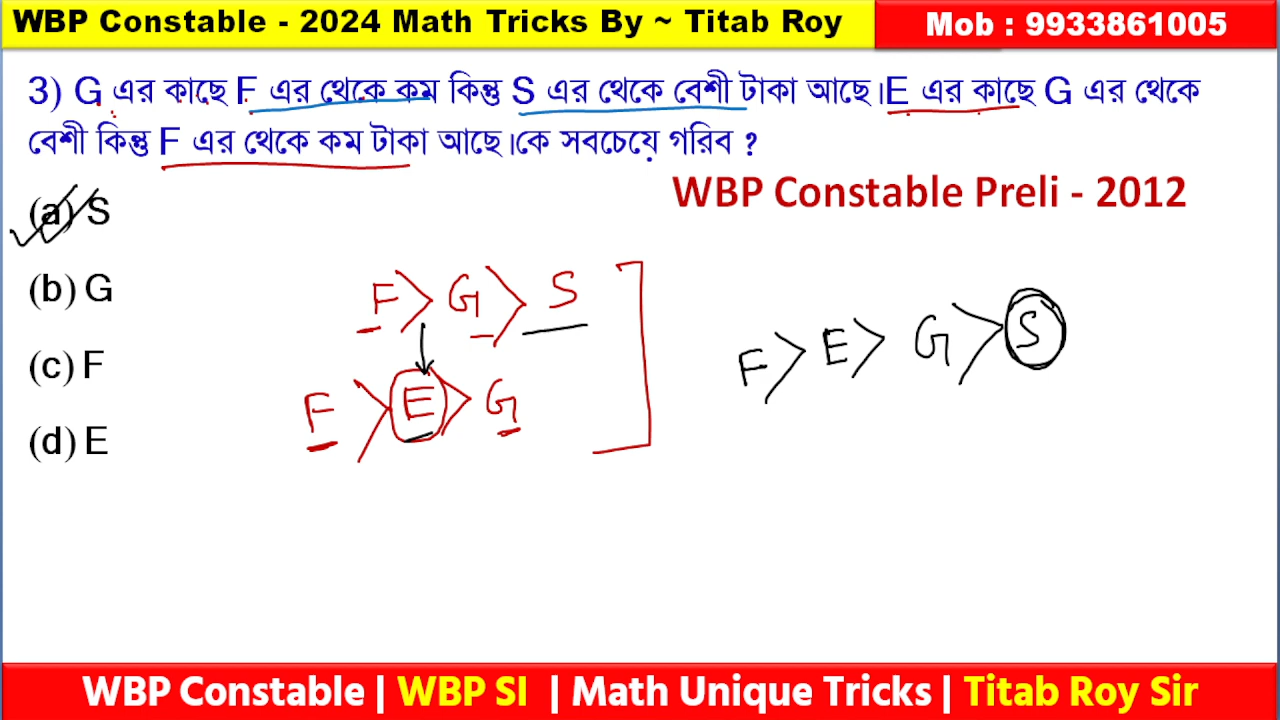 WBP Constable - 2024 Math Tricks By ~ Titab Roy
Mob : 9933861005
3) G এর কাছে F এর থেকে কম কিন্তু S এর থেকে বেশী টাকা আছে। E এর কাছে G এর থেকে
বেশী কিন্তু F এর থেকে কম টাকা আছে। কে সবচেয়ে গরিব ?
WBP Constable Preli - 2012
(a) S
(b) G
(c) F
(d) E
F > G > S
F > E > G
F > E > G > S
WBP Constable | WBP SI | Math Unique Tricks | Titab Roy Sir